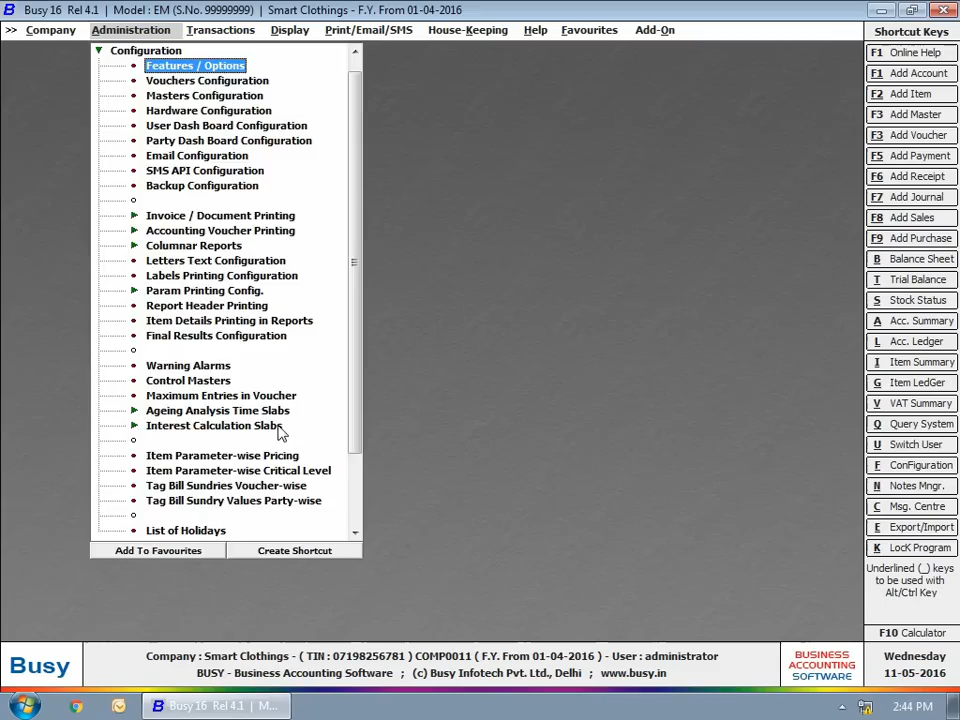 Busy 16 Rel 4.1 | Model : EM (S.No. 99999999) | Smart Clothings - F.Y. From 01-04-2016
>> Company Administration Transactions Display Print/Email/SMS House-Keeping Help Favourites Add-On
Configuration
Features / Options
Vouchers Configuration
Masters Configuration
Hardware Configuration
User Dash Board Configuration
Party Dash Board Configuration
Email Configuration
SMS API Configuration
Backup Configuration
Invoice / Document Printing
Accounting Voucher Printing
Columnar Reports
Letters Text Configuration
Labels Printing Configuration
Param Printing Config.
Report Header Printing
Item Details Printing in Reports
Final Results Configuration
Warning Alarms
Control Masters
Maximum Entries in Voucher
Ageing Analysis Time Slabs
Interest Calculation Slabs
Item Parameter-wise Pricing
Item Parameter-wise Critical Level
Tag Bill Sundries Voucher-wise
Tag Bill Sundry Values Party-wise
List of Holidays
Add To Favourites Create Shortcut
Shortcut Keys
F1 Online Help
F1 Add Account
F2 Add Item
F3 Add Master
F3 Add Voucher
F5 Add Payment
F6 Add Receipt
F7 Add Journal
F8 Add Sales
F9 Add Purchase
B Balance Sheet
T Trial Balance
S Stock Status
A Acc. Summary
L Acc. Ledger
I Item Summary
G Item LedGer
V VAT Summary
Q Query System
U Switch User
F ConFiguration
N Notes Mngr.
C Msg. Centre
E Export/Import
K LocK Program
Underlined (_) keys
to be used with
Alt/Ctrl Key
F10 Calculator
Busy
Company : Smart Clothings - ( TIN : 07198256781 ) COMP0011 ( F.Y. From 01-04-2016 ) - User : administrator
BUSY - Business Accounting Software ; (c) Busy Infotech Pvt. Ltd., Delhi ; www.busy.in
BUSINESS
ACCOUNTING
SOFTWARE
Wednesday
11-05-2016
Busy 16 Rel 4.1 | M...
2:44 PM